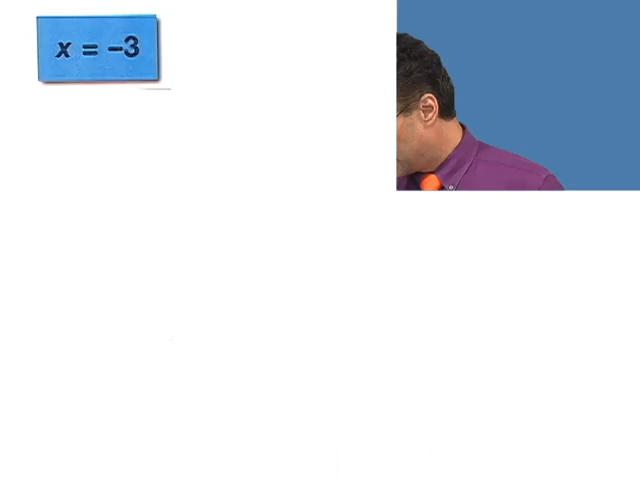 x = –3